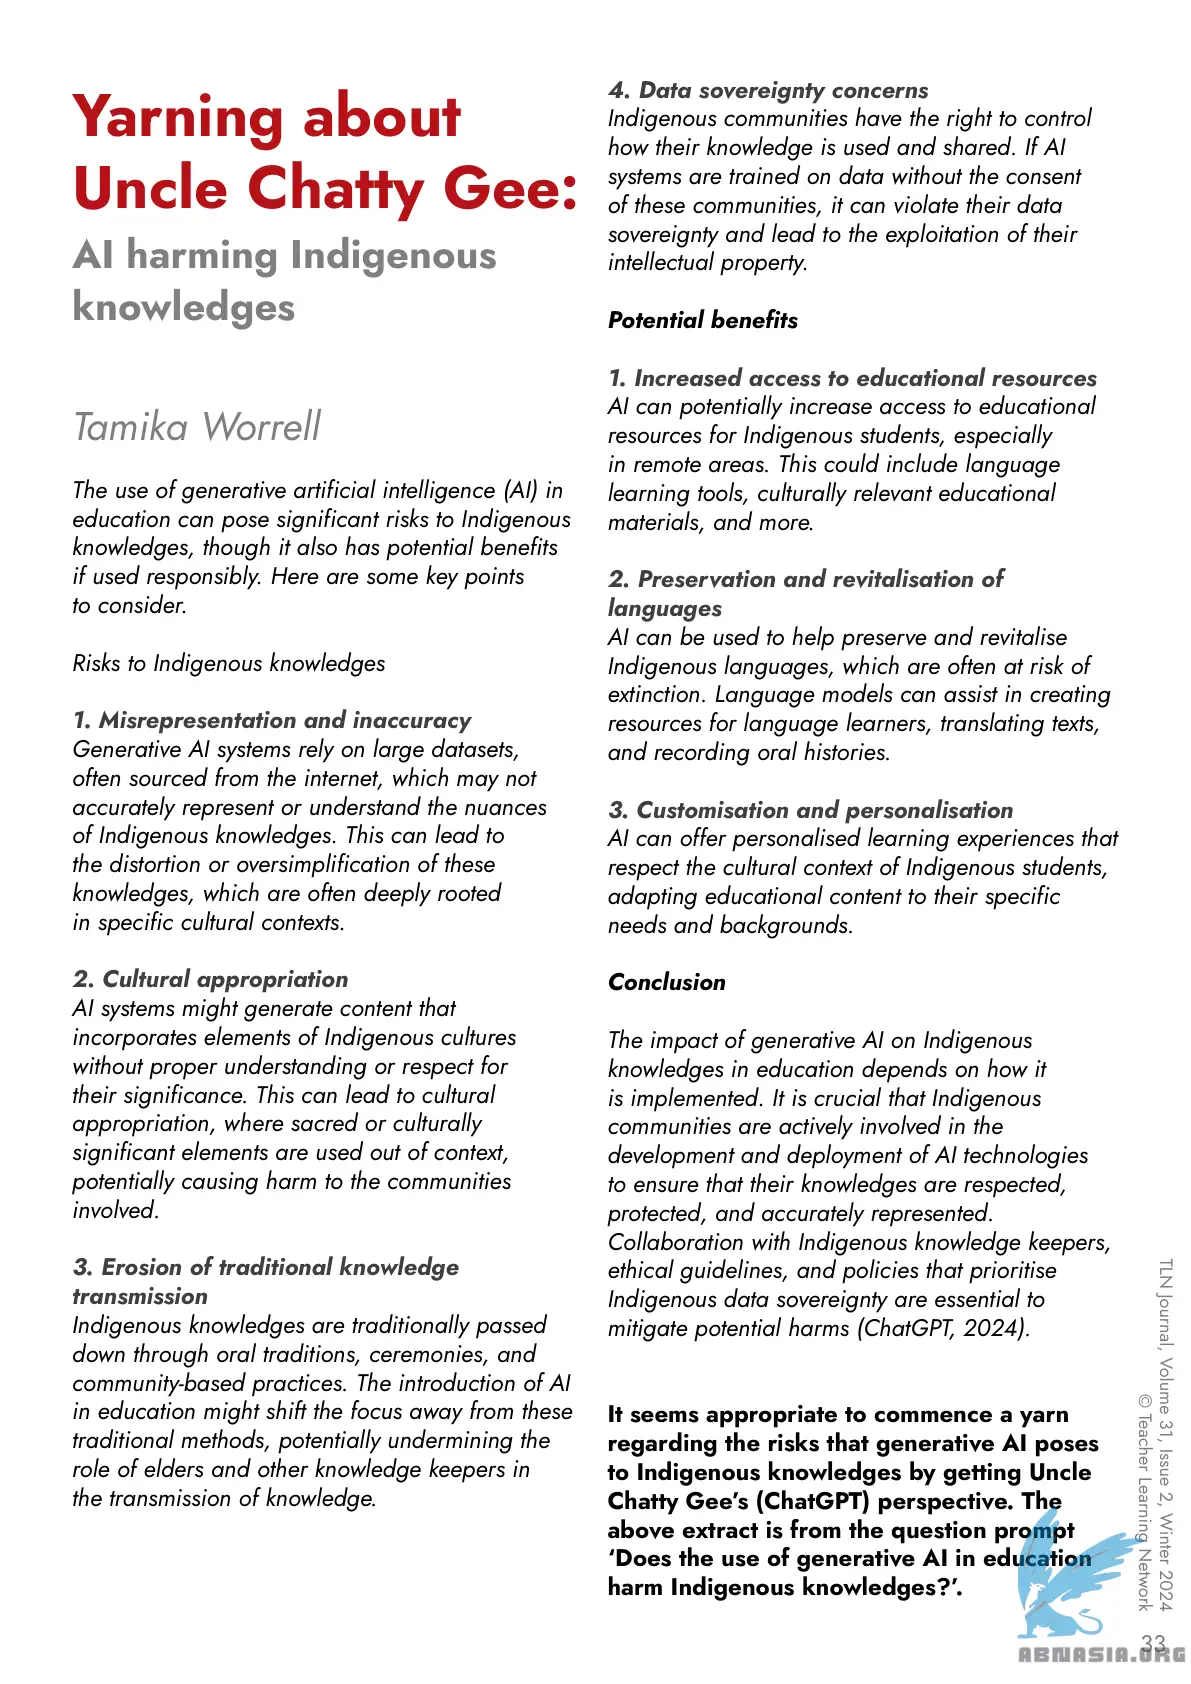 Yarning about
Uncle Chatty Gee:
AI harming Indigenous
knowledges
Tamika Worrell
The use of generative artificial intelligence (AI) in
education can pose significant risks to Indigenous
knowledges, though it also has potential benefits
if used responsibly. Here are some key points
to consider.
Risks to Indigenous knowledges
1. Misrepresentation and inaccuracy
Generative AI systems rely on large datasets,
often sourced from the internet, which may not
accurately represent or understand the nuances
of Indigenous knowledges. This can lead to
the distortion or oversimplification of these
knowledges, which are often deeply rooted
in specific cultural contexts.
2. Cultural appropriation
AI systems might generate content that
incorporates elements of Indigenous cultures
without proper understanding or respect for
their significance. This can lead to cultural
appropriation, where sacred or culturally
significant elements are used out of context,
potentially causing harm to the communities
involved.
3. Erosion of traditional knowledge
transmission
Indigenous knowledges are traditionally passed
down through oral traditions, ceremonies, and
community-based practices. The introduction of AI
in education might shift the focus away from these
traditional methods, potentially undermining the
role of elders and other knowledge keepers in
the transmission of knowledge.
4. Data sovereignty concerns
Indigenous communities have the right to control
how their knowledge is used and shared. If AI
systems are trained on data without the consent
of these communities, it can violate their data
sovereignty and lead to the exploitation of their
intellectual property.
Potential benefits
1. Increased access to educational resources
AI can potentially increase access to educational
resources for Indigenous students, especially
in remote areas. This could include language
learning tools, culturally relevant educational
materials, and more.
2. Preservation and revitalisation of
languages
AI can be used to help preserve and revitalise
Indigenous languages, which are often at risk of
extinction. Language models can assist in creating
resources for language learners, translating texts,
and recording oral histories.
3. Customisation and personalisation
AI can offer personalised learning experiences that
respect the cultural context of Indigenous students,
adapting educational content to their specific
needs and backgrounds.
Conclusion
The impact of generative AI on Indigenous
knowledges in education depends on how it
is implemented. It is crucial that Indigenous
communities are actively involved in the
development and deployment of AI technologies
to ensure that their knowledges are respected,
protected, and accurately represented.
Collaboration with Indigenous knowledge keepers,
ethical guidelines, and policies that prioritise
Indigenous data sovereignty are essential to
mitigate potential harms (ChatGPT, 2024).
It seems appropriate to commence a yarn
regarding the risks that generative AI poses
to Indigenous knowledges by getting Uncle
Chatty Gee's (ChatGPT) perspective. The
above extract is from the question prompt
‘Does the use of generative AI in education
harm Indigenous knowledges?’.
TLN Journal, Volume 31, Issue 2, Winter 2024
© Teacher Learning Network
33
ABNASIA.ORG